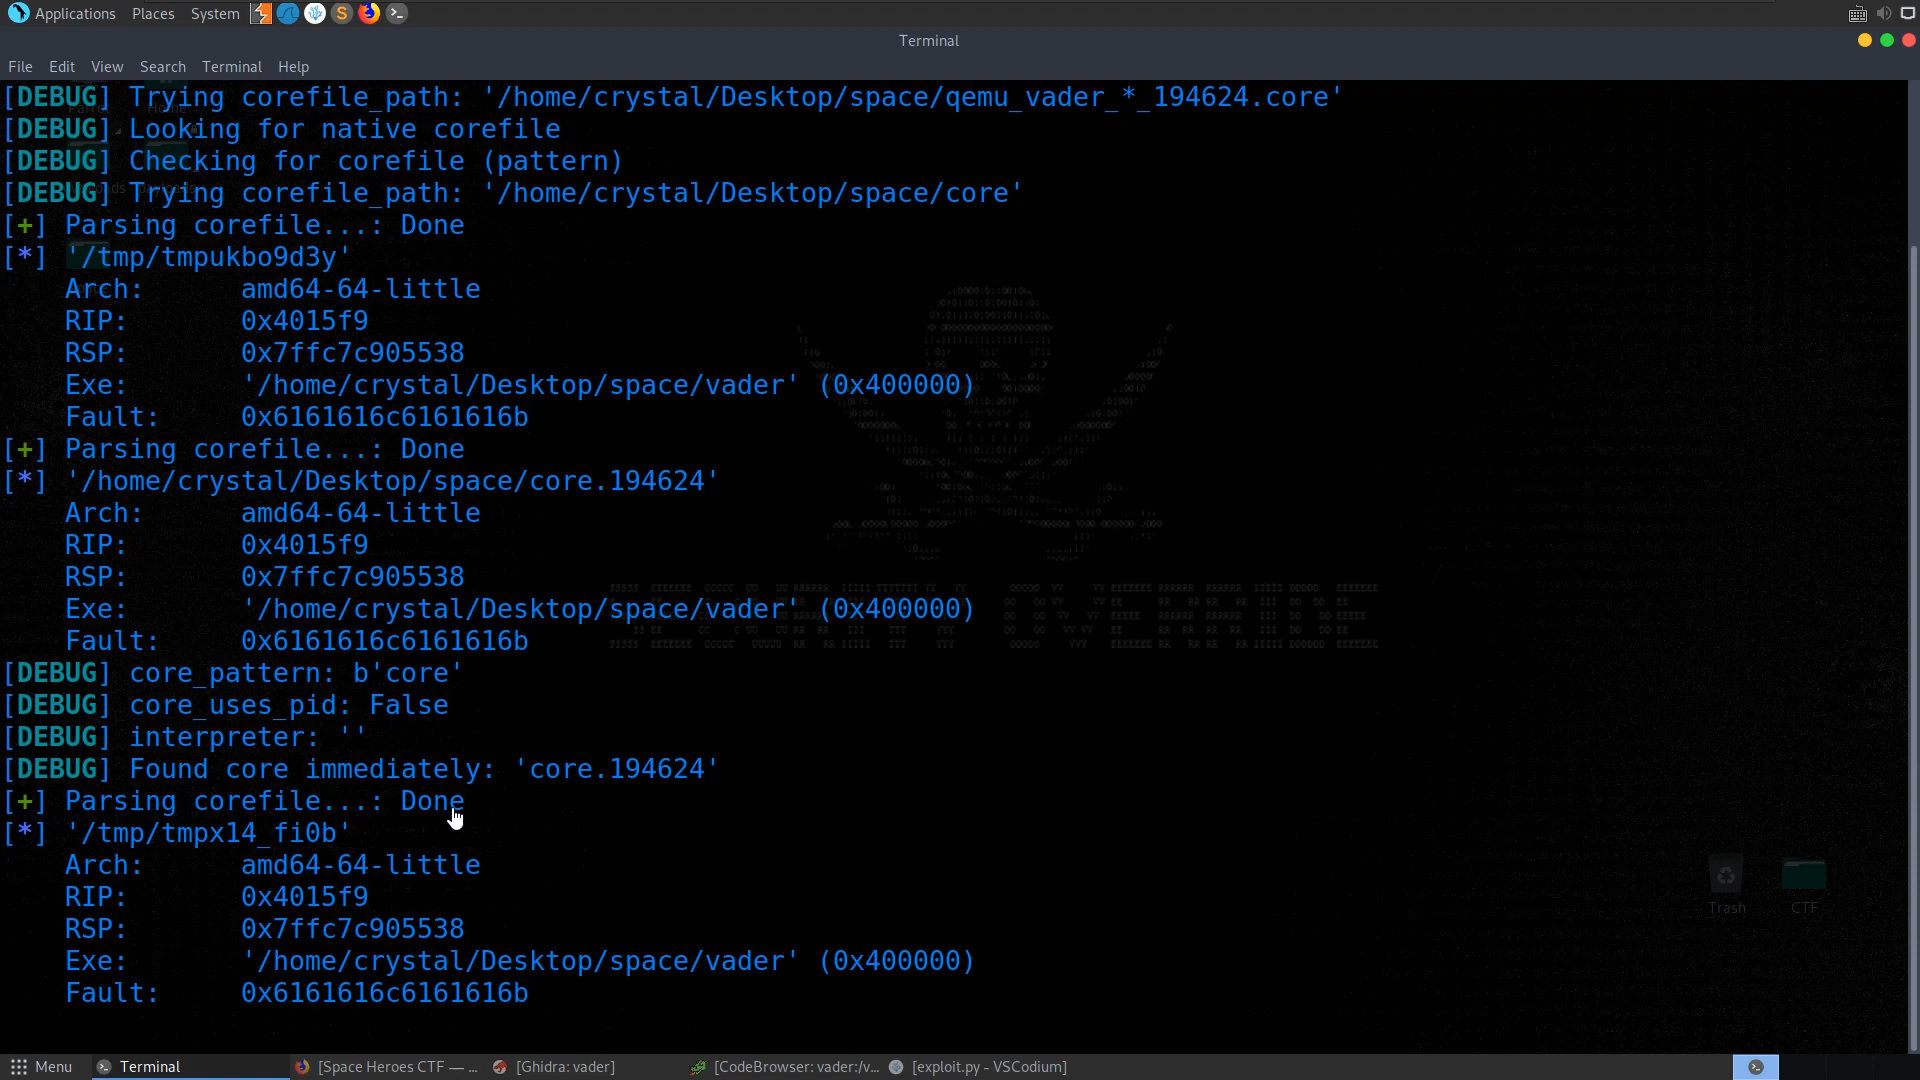 Applications Places System
Terminal
File Edit View Search Terminal Help
[DEBUG] Trying corefile_path: '/home/crystal/Desktop/space/qemu_vader_*_194624.core'
[DEBUG] Looking for native corefile
[DEBUG] Checking for corefile (pattern)
[DEBUG] Trying corefile_path: '/home/crystal/Desktop/space/core'
[+] Parsing corefile...: Done
[*] '/tmp/tmpukbo9d3y'
Arch: amd64-64-little
RIP: 0x4015f9
RSP: 0x7ffc7c905538
Exe: '/home/crystal/Desktop/space/vader' (0x400000)
Fault: 0x6161616c6161616b
[+] Parsing corefile...: Done
[*] '/home/crystal/Desktop/space/core.194624'
Arch: amd64-64-little
RIP: 0x4015f9
RSP: 0x7ffc7c905538
Exe: '/home/crystal/Desktop/space/vader' (0x400000)
Fault: 0x6161616c6161616b
[DEBUG] core_pattern: b'core'
[DEBUG] core_uses_pid: False
[DEBUG] interpreter: ''
[DEBUG] Found core immediately: 'core.194624'
[+] Parsing corefile...: Done
[*] '/tmp/tmpx14_fi0b'
Arch: amd64-64-little
RIP: 0x4015f9
RSP: 0x7ffc7c905538
Exe: '/home/crystal/Desktop/space/vader' (0x400000)
Fault: 0x6161616c6161616b
Trash CTF
Menu Terminal [Space Heroes CTF — ... [Ghidra: vader] [CodeBrowser: vader:/v... [exploit.py - VSCodium]